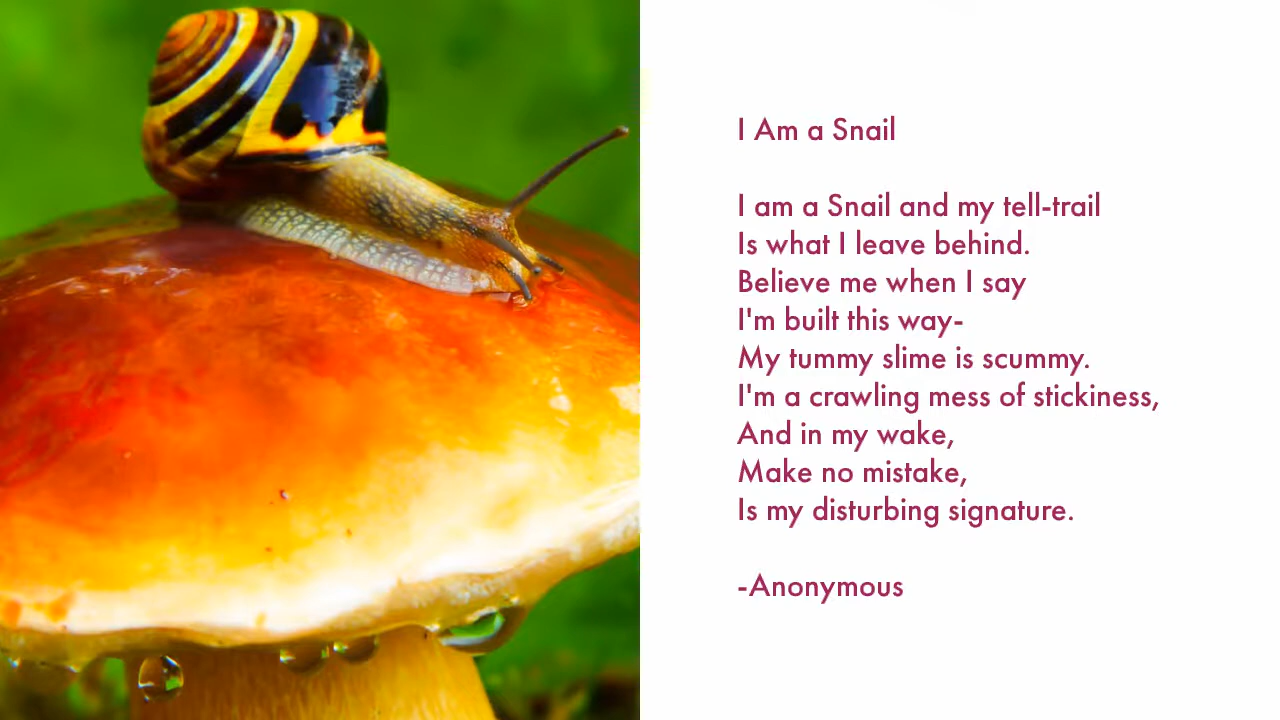 I Am a Snail
I am a Snail and my tell-trail
Is what I leave behind.
Believe me when I say
I'm built this way-
My tummy slime is scummy.
I'm a crawling mess of stickiness,
And in my wake,
Make no mistake,
Is my disturbing signature.
-Anonymous